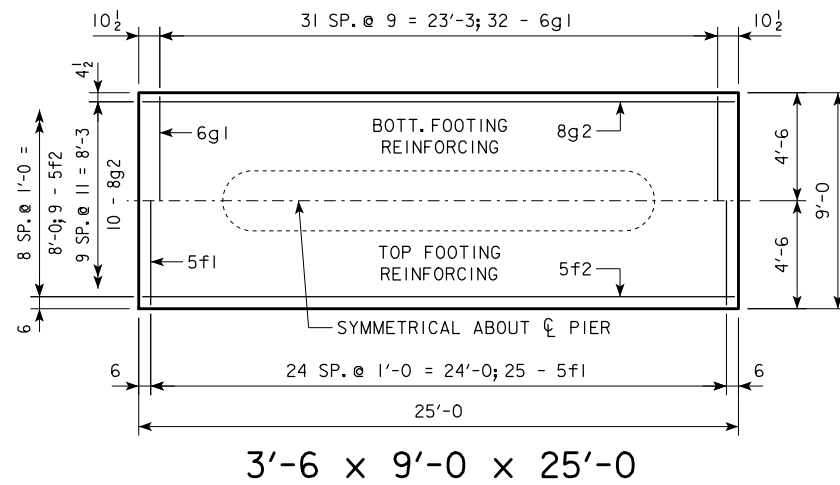 10½
31 SP. @ 9 = 23'-3; 32 - 6g1
10½
4½
6g1
BOTT. FOOTING
REINFORCING
8g2
8 SP. @ 1'-0 =
8'-0; 9 - 5f2
9 SP. @ 11 = 8'-3
10 - 8g2
4'-6
9'-0
4'-6
5f1
TOP FOOTING
REINFORCING
5f2
6
SYMMETRICAL ABOUT ℄ PIER
6
24 SP. @ 1'-0 = 24'-0; 25 - 5f1
6
25'-0
3'-6 x 9'-0 x 25'-0